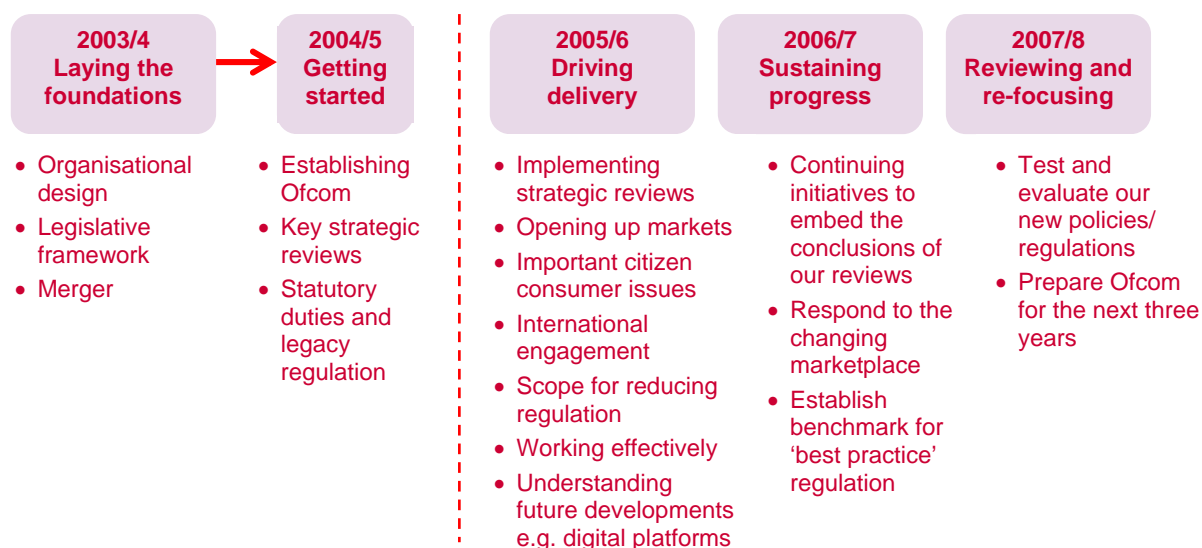 2003/4
Laying the
foundations
• Organisational
design
• Legislative
framework
• Merger
2004/5
Getting
started
• Establishing
Ofcom
• Key strategic
reviews
• Statutory
duties and
legacy
regulation
2005/6
Driving
delivery
• Implementing
strategic reviews
• Opening up markets
• Important citizen
consumer issues
• International
engagement
• Scope for reducing
regulation
• Working effectively
• Understanding
future developments
e.g. digital platforms
2006/7
Sustaining
progress
• Continuing
initiatives to
embed the
conclusions of
our reviews
• Respond to the
changing
marketplace
• Establish
benchmark for
‘best practice’
regulation
2007/8
Reviewing and
re-focusing
• Test and
evaluate our
new policies/
regulations
• Prepare Ofcom
for the next three
years